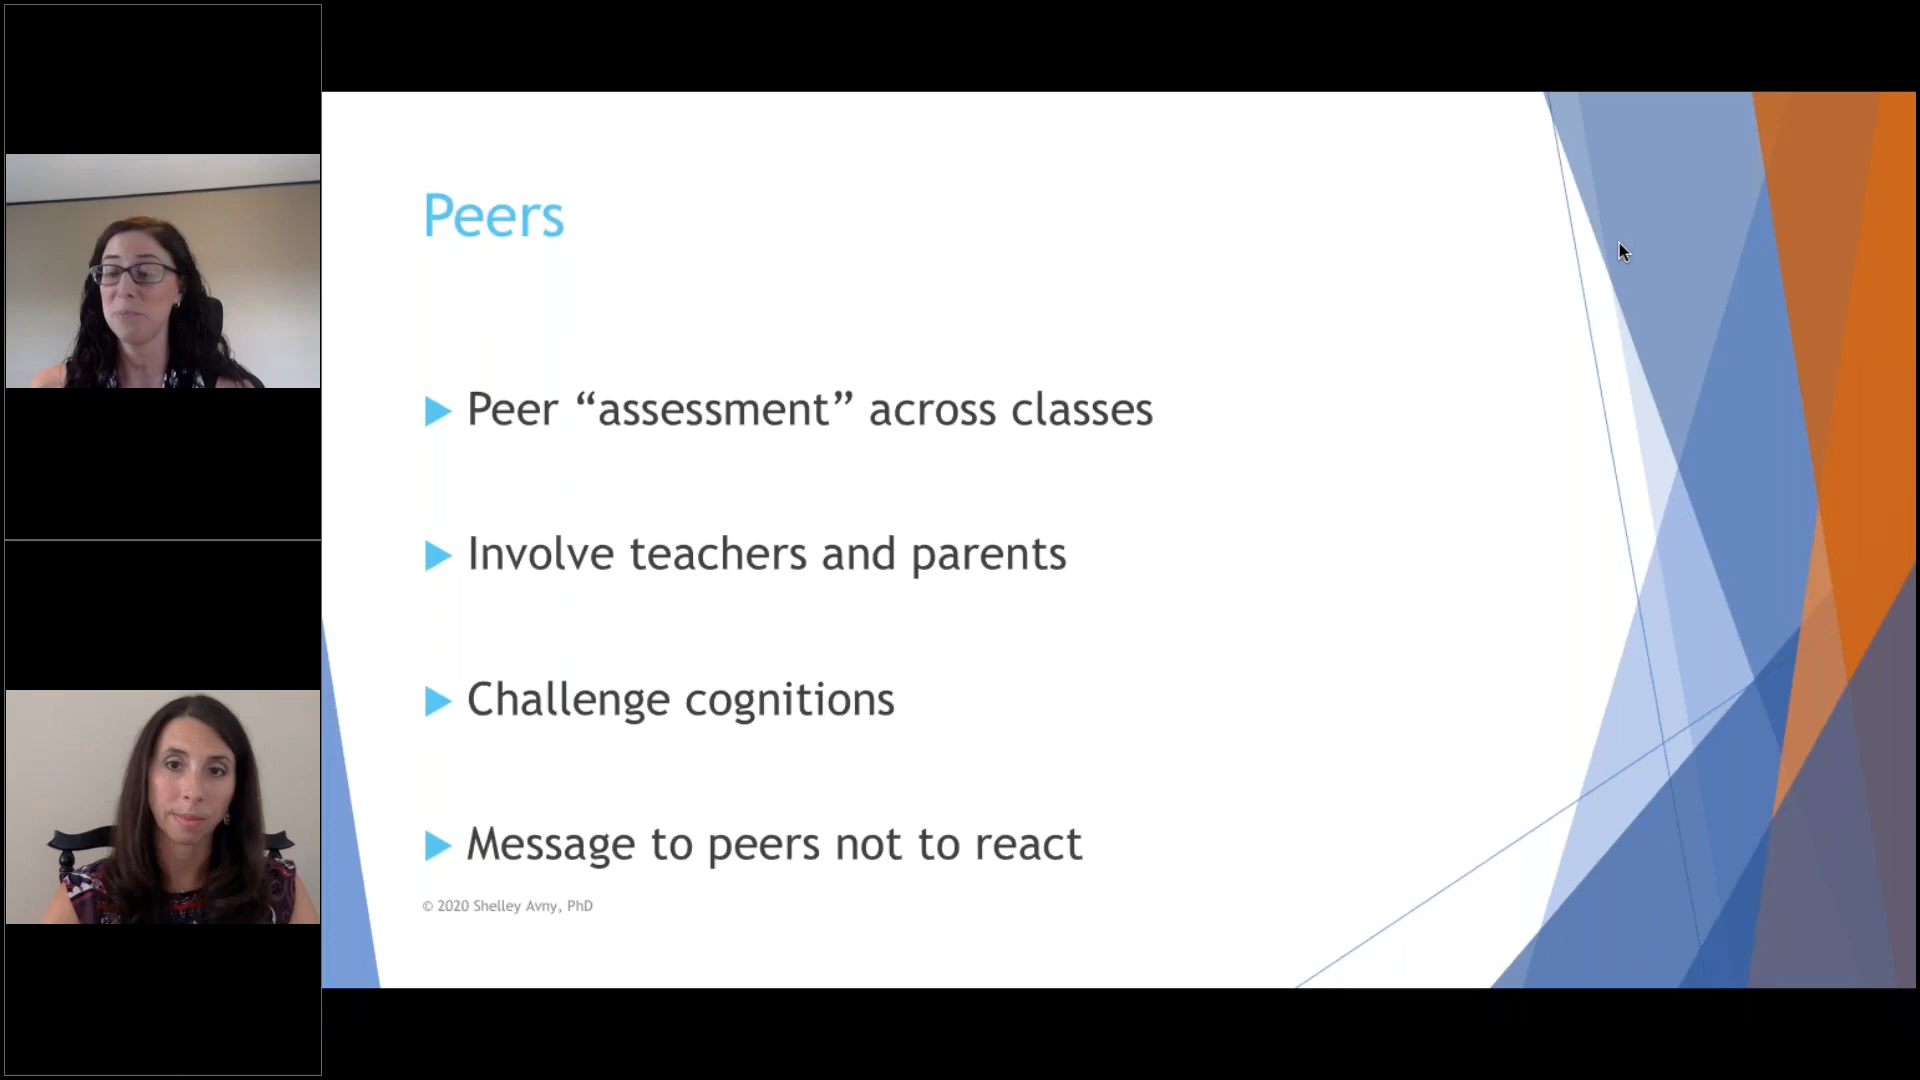 Peers
Peer “assessment” across classes
Involve teachers and parents
Challenge cognitions
Message to peers not to react
© 2020 Shelley Avny, PhD